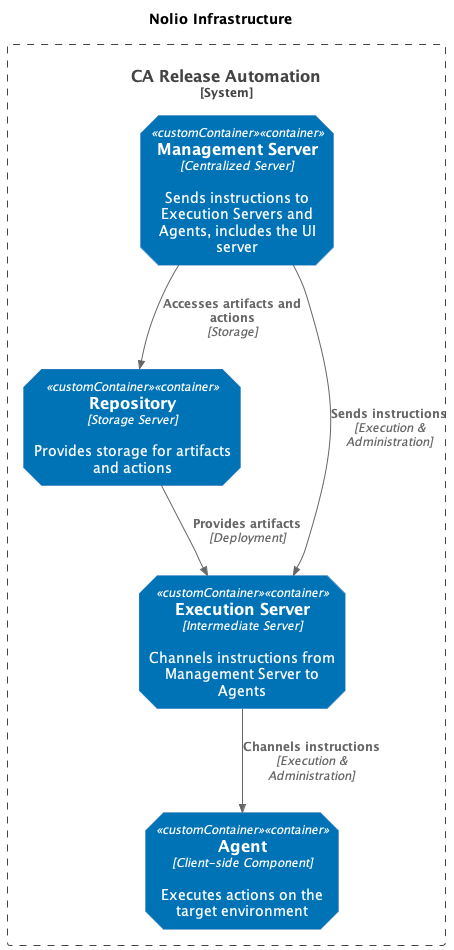 Nolio Infrastructure
CA Release Automation
[System]
«customContainer»«container»
Management Server
[Centralized Server]
Sends instructions to
Execution Servers and
Agents, includes the UI
server
Accesses artifacts and
actions
[Storage]
«customContainer»«container»
Repository
[Storage Server]
Provides storage for artifacts
and actions
Sends instructions
[Execution &
Administration]
Provides artifacts
[Deployment]
«customContainer»«container»
Execution Server
[Intermediate Server]
Channels instructions from
Management Server to
Agents
Channels instructions
[Execution &
Administration]
«customContainer»«container»
Agent
[Client-side Component]
Executes actions on the
target environment